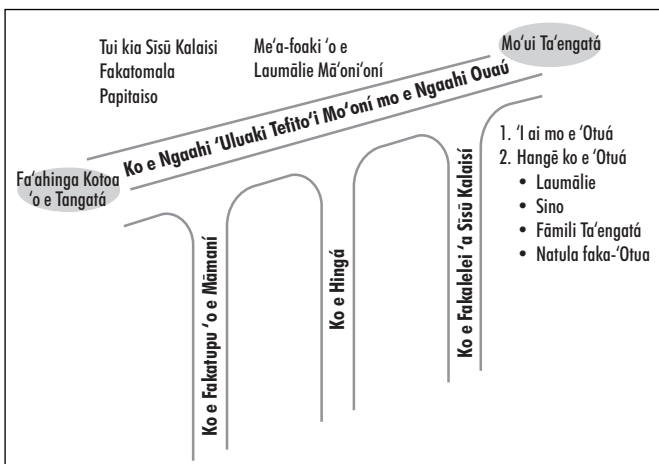 Tui kia Sīsū Kalaisi
Fakatomala
Papitaiso
Me‘a-foaki ‘o e
Laumālie Mā‘oni‘oní
Mo‘ui Ta‘engatá
Ko e Ngaahi ‘Uluaki Tefito‘i Mo‘oní mo e Ngaahi Ouaú
Fa‘ahinga Kotoa
‘o e Tangatá
1. ‘I ai mo e ‘Otuá
2. Hangē ko e ‘Otuá
• Laumālie
• Sino
• Fāmili Ta‘engatá
• Natula faka-‘Otua
Ko e Fakatupu ‘o e Māmaní
Ko e Hingá
Ko e Fakalelei ‘a Sīsū Kalaisí